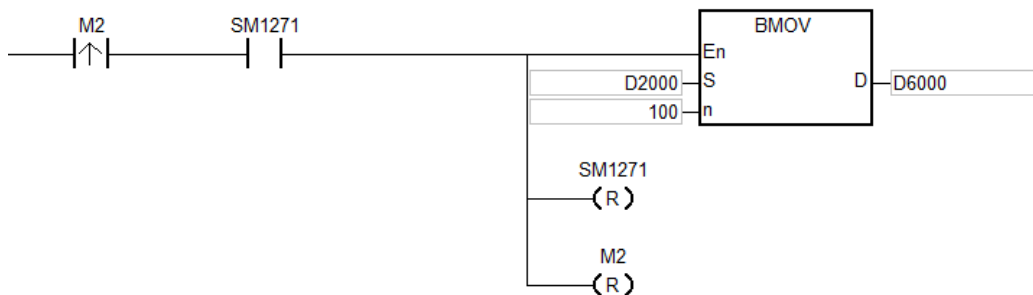 M2 SM1271 BMOV
En
D2000 S D D6000
100 n
SM1271
( R )
M2
( R )